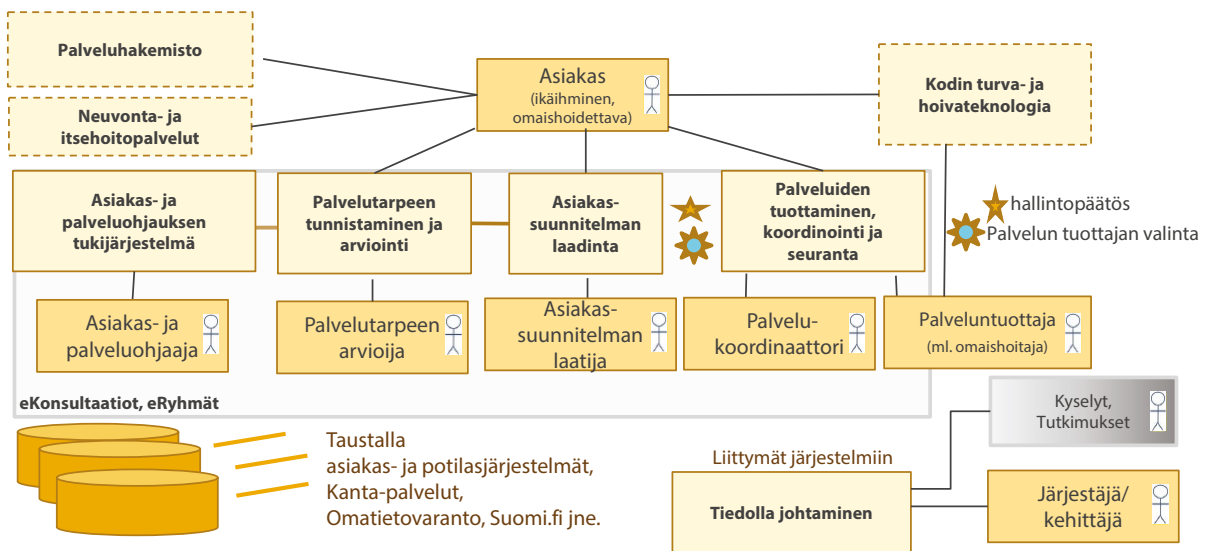 Palveluhakemisto
Neuvonta- ja
itsehoitopalvelut
Asiakas
(ikäihminen,
omaishoidettava)
Kodin turva- ja
hoivateknologia
Asiakas- ja
palveluohjauksen
tukijärjestelmä
Palvelutarpeen
tunnistaminen ja
arviointi
Asiakas-
suunnitelman
laadinta
Palveluiden
tuottaminen,
koordinointi ja
seuranta
hallintopäätös
Palvelun tuottajan valinta
Asiakas- ja
palveluohjaaja
Palvelutarpeen
arvioija
Asiakas-
suunnitelman
laatija
Palvelu-
koordinaattori
Palveluntuottaja
(ml. omaishoitaja)
eKonsultaatiot, eRyhmät
Taustalla
asiakas- ja potilasjärjestelmät,
Kanta-palvelut,
Omatietovaranto, Suomi.fi jne.
Liittymät järjestelmiin
Tiedolla johtaminen
Kyselyt,
Tutkimukset
Järjestäjä/
kehittäjä